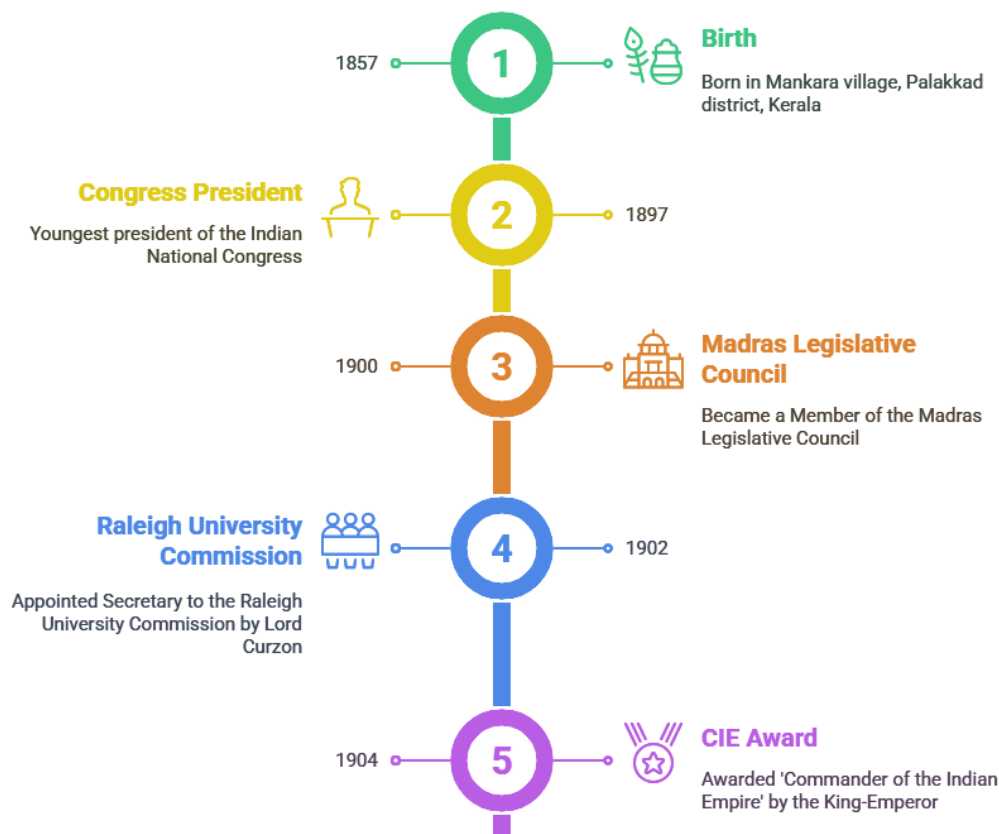 1857
1
Birth
Born in Mankara village, Palakkad
district, Kerala
Congress President
Youngest president of the Indian
National Congress
2
1897
1900
3
Madras Legislative
Council
Became a Member of the Madras
Legislative Council
Raleigh University
Commission
Appointed Secretary to the Raleigh
University Commission by Lord
Curzon
4
1902
1904
5
CIE Award
Awarded 'Commander of the Indian
Empire' by the King-Emperor